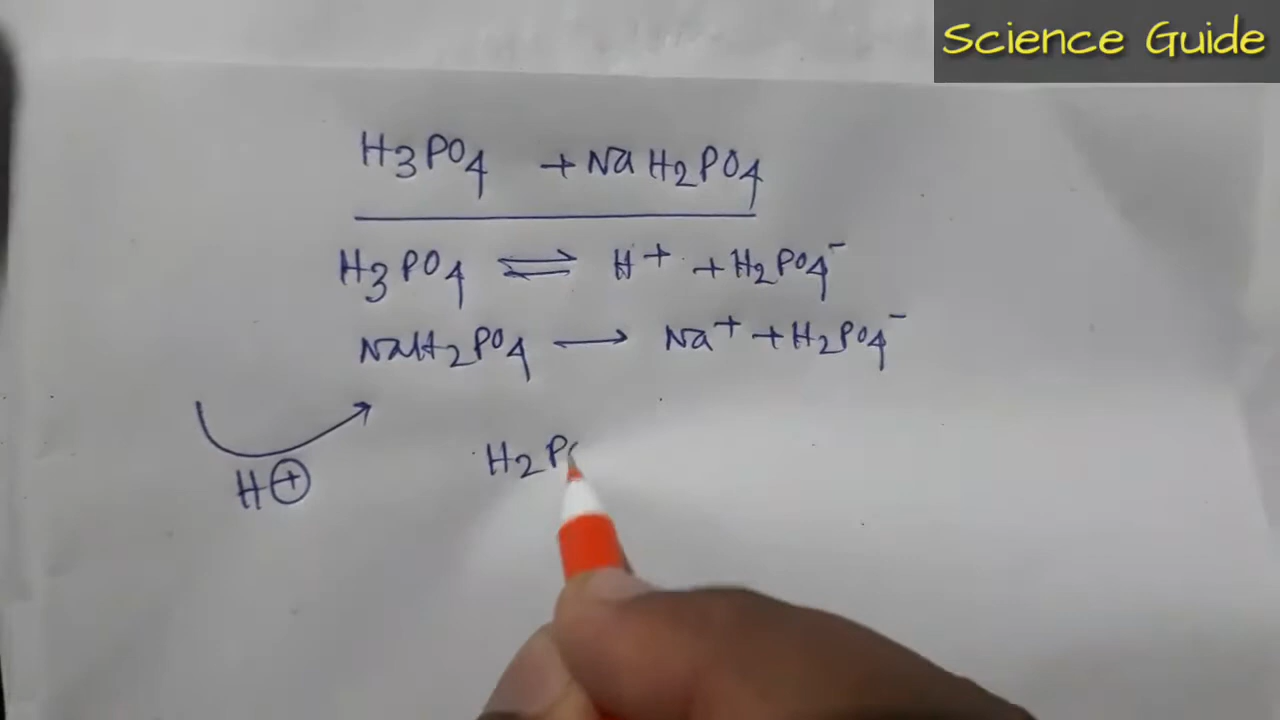 Science Guide
H3PO4 + NaH2PO4
H3PO4 ⇌ H+ + H2PO4-
NaH2PO4 → Na+ + H2PO4-
H⊕
H2P